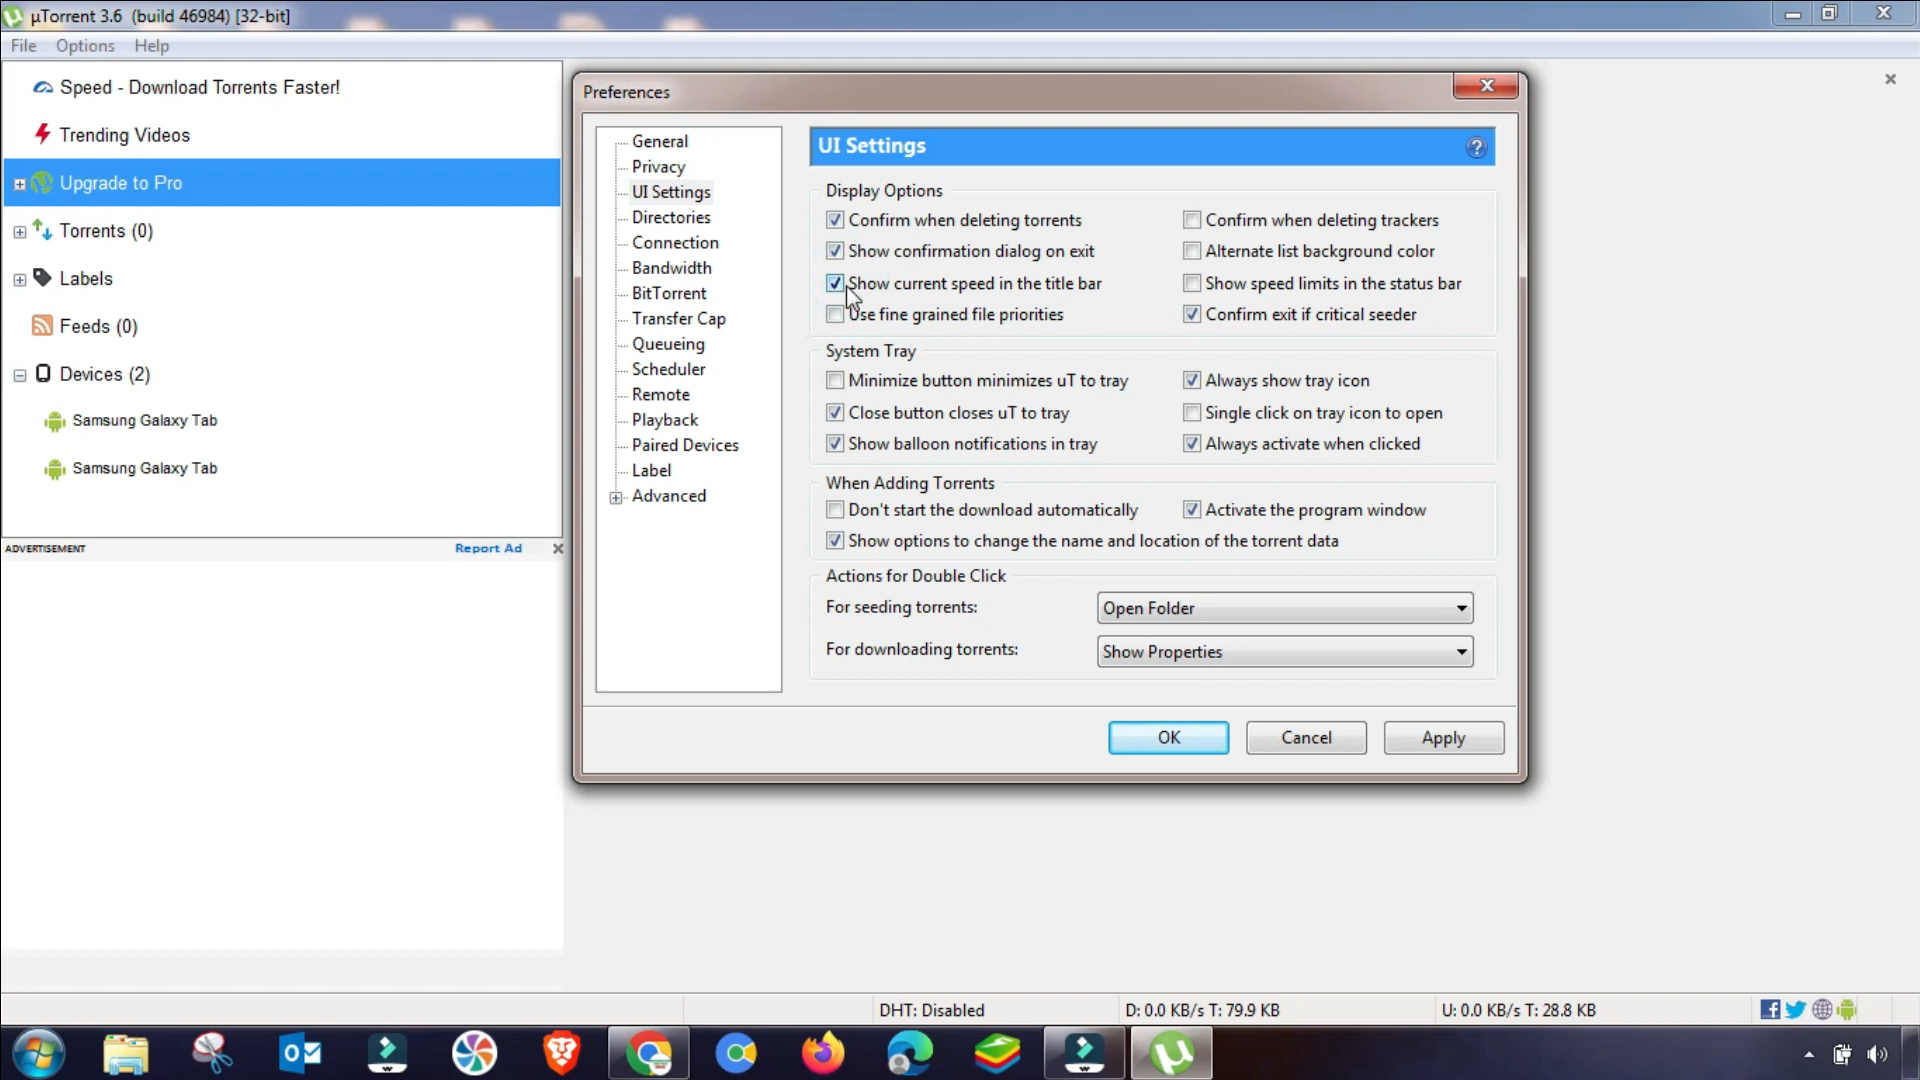 µTorrent 3.6 (build 46984) [32-bit]
File Options Help
Speed - Download Torrents Faster!
Trending Videos
Upgrade to Pro
Torrents (0)
Labels
Feeds (0)
Devices (2)
Samsung Galaxy Tab
Samsung Galaxy Tab
ADVERTISEMENT Report Ad
Preferences
General
Privacy
UI Settings
Directories
Connection
Bandwidth
BitTorrent
Transfer Cap
Queueing
Scheduler
Remote
Playback
Paired Devices
Label
Advanced
UI Settings
Display Options
Confirm when deleting torrents Confirm when deleting trackers
Show confirmation dialog on exit Alternate list background color
Show current speed in the title bar Show speed limits in the status bar
Use fine grained file priorities Confirm exit if critical seeder
System Tray
Minimize button minimizes uT to tray Always show tray icon
Close button closes uT to tray Single click on tray icon to open
Show balloon notifications in tray Always activate when clicked
When Adding Torrents
Don't start the download automatically Activate the program window
Show options to change the name and location of the torrent data
Actions for Double Click
For seeding torrents: Open Folder
For downloading torrents: Show Properties
OK Cancel Apply
DHT: Disabled D: 0.0 KB/s T: 79.9 KB U: 0.0 KB/s T: 28.8 KB